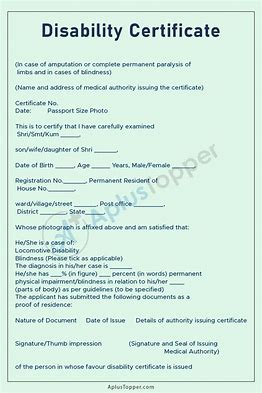 Disability Certificate
(In case of amputation or complete permanent paralysis of
limbs and in cases of blindness)
(Name and address of medical authority issuing the certificate)
Certificate No.
Date: Passport Size Photo
This is to certify that I have carefully examined
Shri/Smt/Kum _____,
son/wife/daughter of Shri _______,
Date of Birth ____, Age ____ Years, Male/Female _____,
Registration No.______, Permanent Resident of
House No._______,
ward/village/street _____, Post office _______,
District _____, State____
Whose photograph is affixed above and am satisfied that:
He/She is a case of:
Locomotive Disability
Blindness (Please tick as applicable)
The diagnosis in his/her case is ______
He/She has ___% (in figure) ___ percent (in words) permanent
physical impairment/blindness in relation to his/her ____
(parts of body) as per guidelines (to be specified)
The applicant has submitted the following documents as a
proof of residence:
Nature of Document Date of Issue Details of authority issuing certificate
Signature/Thumb impression (Signature and Seal of Issuing
Medical Authority)
of the person in whose favour disability certificate is issued
AplusTopper
AplusTopper.com